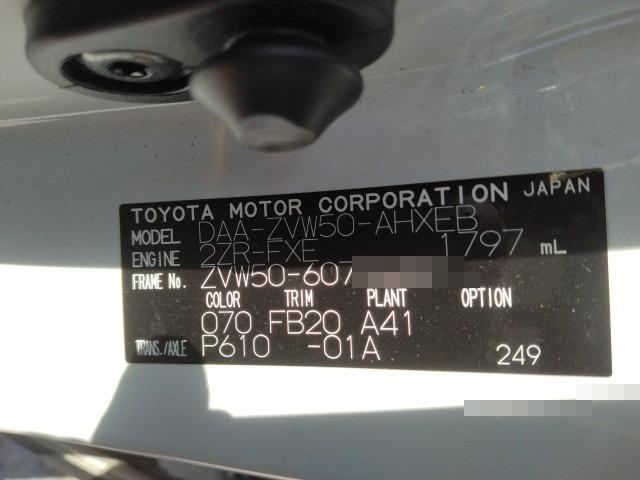 TOYOTA MOTOR CORPORATION JAPAN
MODEL DAA-ZVW50-AHXEB
ENGINE 2ZR-FXE 1797 mL
FRAME No. ZVW50-607
COLOR TRIM PLANT OPTION
070 FB20 A41
TRANS./AXLE P610 -01A 249